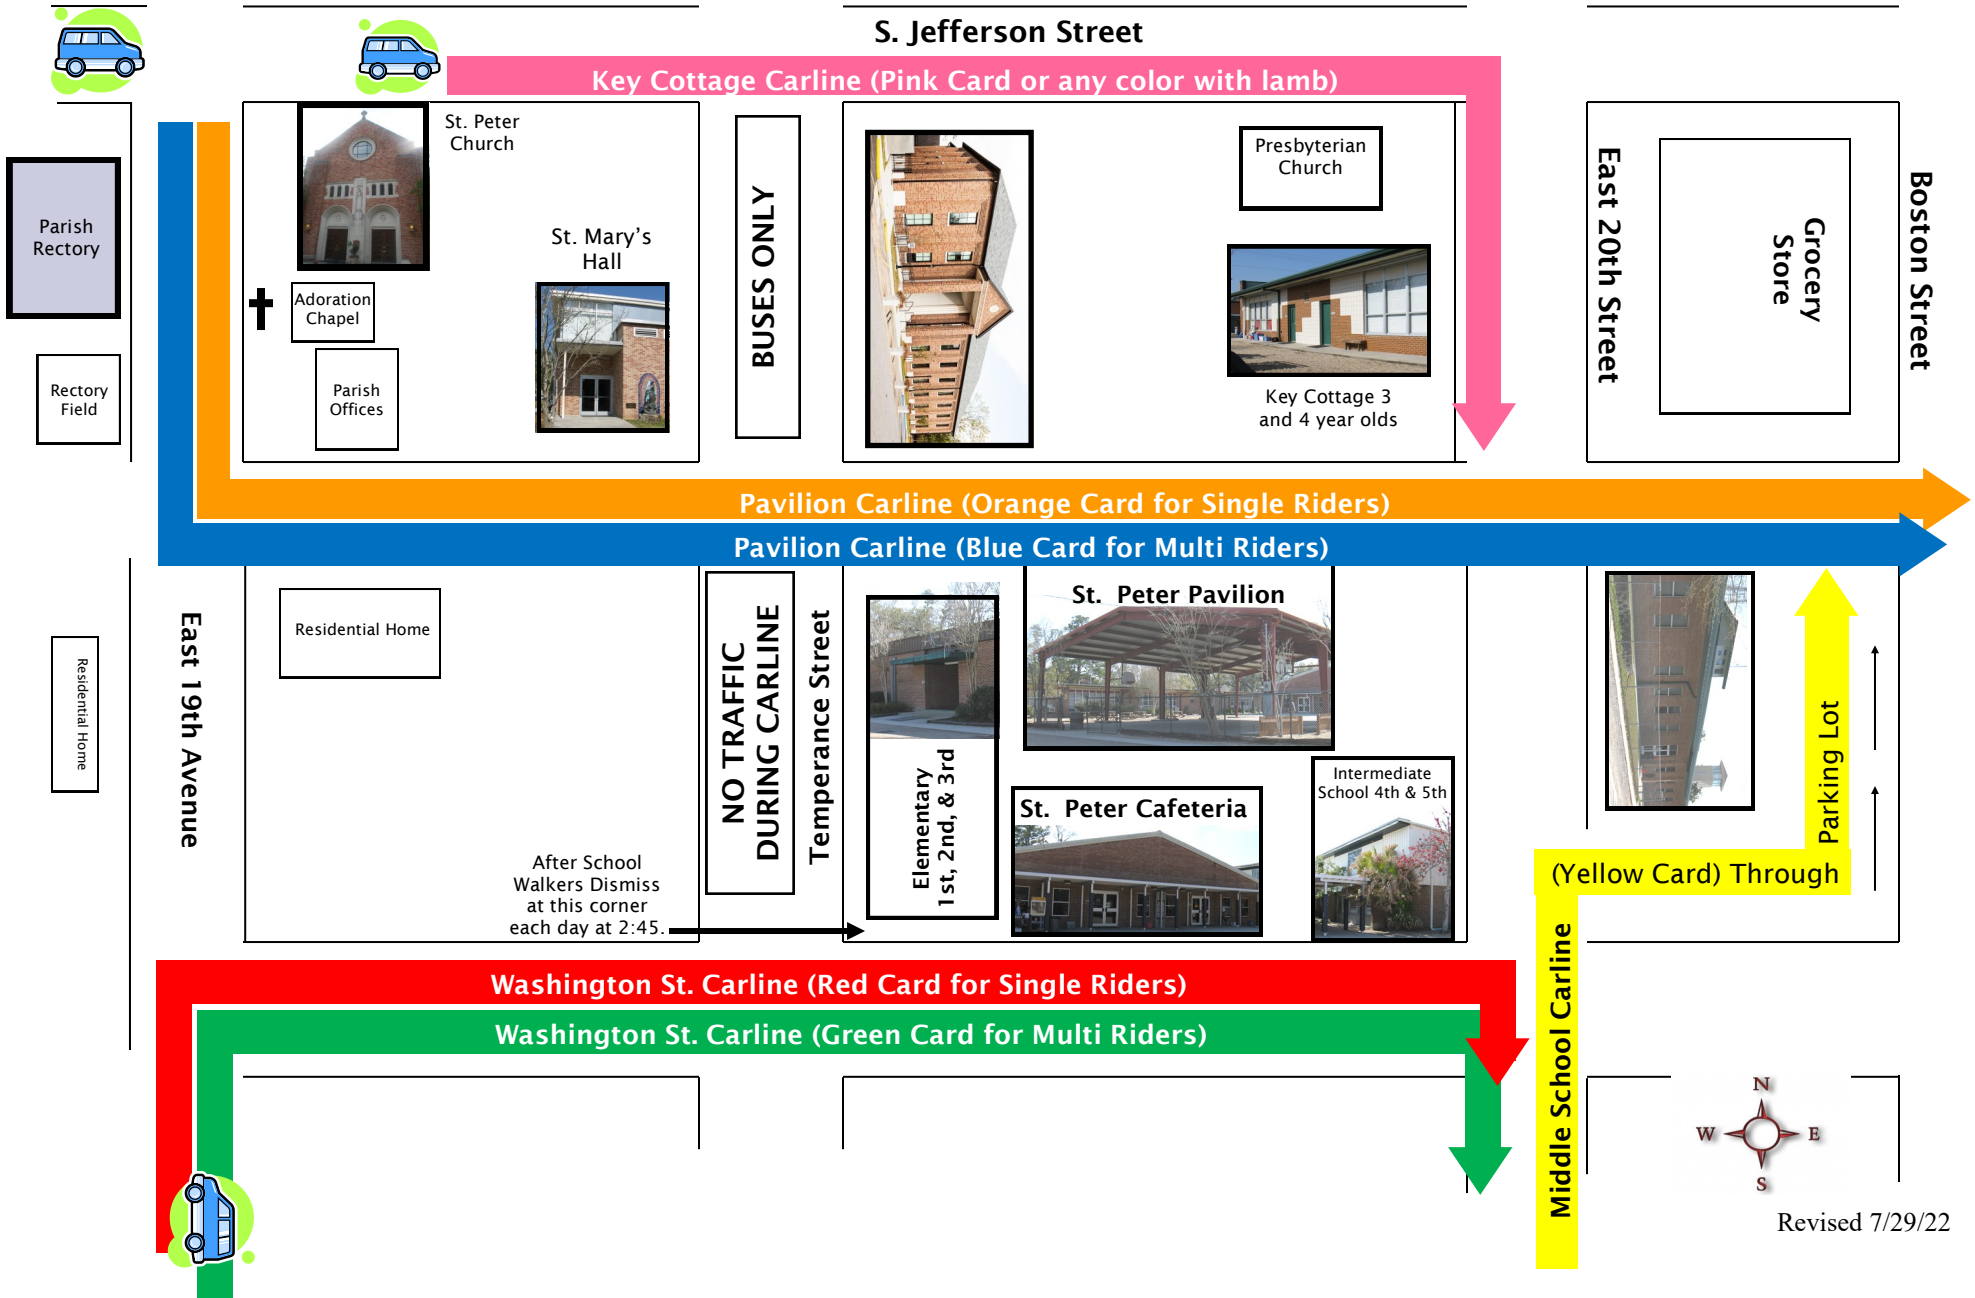 S. Jefferson Street
Key Cottage Carline (Pink Card or any color with lamb)
St. Peter
Church
Parish
Rectory
Adoration
Chapel
St. Mary's
Hall
BUSES ONLY
Presbyterian
Church
East 20th Street
Grocery
Store
Boston Street
Rectory
Field
Parish
Offices
Key Cottage 3
and 4 year olds
Pavilion Carline (Orange Card for Single Riders)
Pavilion Carline (Blue Card for Multi Riders)
Residential Home
East 19th Avenue
Residential Home
NO TRAFFIC
DURING CARLINE
Temperance Street
St.  Peter Pavilion
Elementary
1st, 2nd, & 3rd
St.  Peter Cafeteria
Intermediate
School 4th & 5th
After School
Walkers Dismiss
at this corner
each day at 2:45.
Parking Lot
(Yellow Card) Through
Middle School Carline
Washington St. Carline (Red Card for Single Riders)
Washington St. Carline (Green Card for Multi Riders)
N
W
E
S
Revised 7/29/22